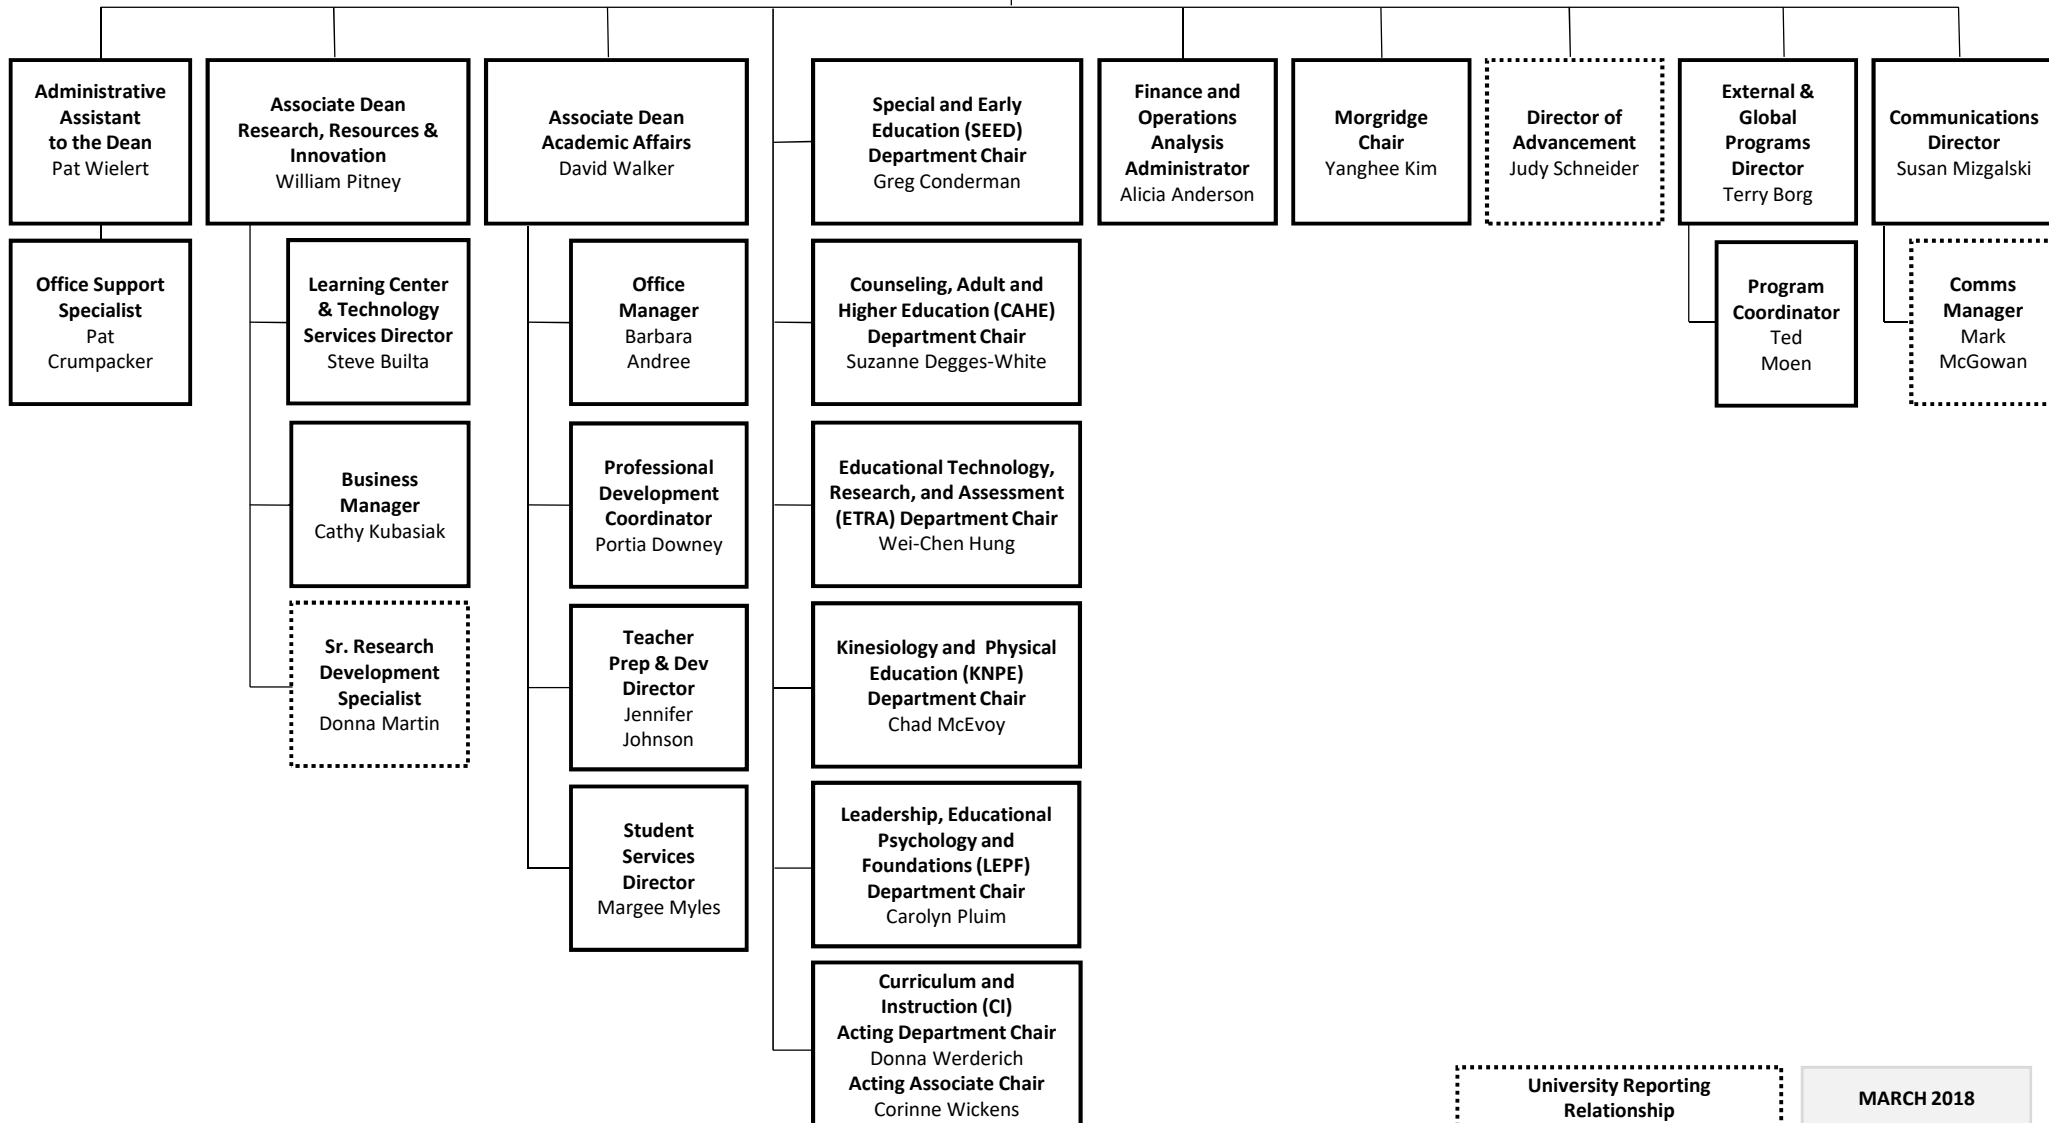 Administrative
Assistant
to the Dean
Pat Wielert
Associate Dean
Research, Resources &
Innovation
William Pitney
Associate Dean
Academic Affairs
David Walker
Special and Early
Education (SEED)
Department Chair
Greg Conderman
Finance and
Operations
Analysis
Administrator
Alicia Anderson
Morgridge
Chair
Yanghee Kim
Director of
Advancement
Judy Schneider
External &
Global
Programs
Director
Terry Borg
Communications
Director
Susan Mizgalski
Office Support
Specialist
Pat
Crumpacker
Learning Center
& Technology
Services Director
Steve Builta
Office
Manager
Barbara
Andree
Counseling, Adult and
Higher Education (CAHE)
Department Chair
Suzanne Degges-White
Program
Coordinator
Ted
Moen
Comms
Manager
Mark
McGowan
Business
Manager
Cathy Kubasiak
Professional
Development
Coordinator
Portia Downey
Educational Technology,
Research, and Assessment
(ETRA) Department Chair
Wei-Chen Hung
Sr. Research
Development
Specialist
Donna Martin
Teacher
Prep & Dev
Director
Jennifer
Johnson
Kinesiology and Physical
Education (KNPE)
Department Chair
Chad McEvoy
Student
Services
Director
Margee Myles
Leadership, Educational
Psychology and
Foundations (LEPF)
Department Chair
Carolyn Pluim
Curriculum and
Instruction (CI)
Acting Department Chair
Donna Werderich
Acting Associate Chair
Corinne Wickens
University Reporting
Relationship
MARCH 2018